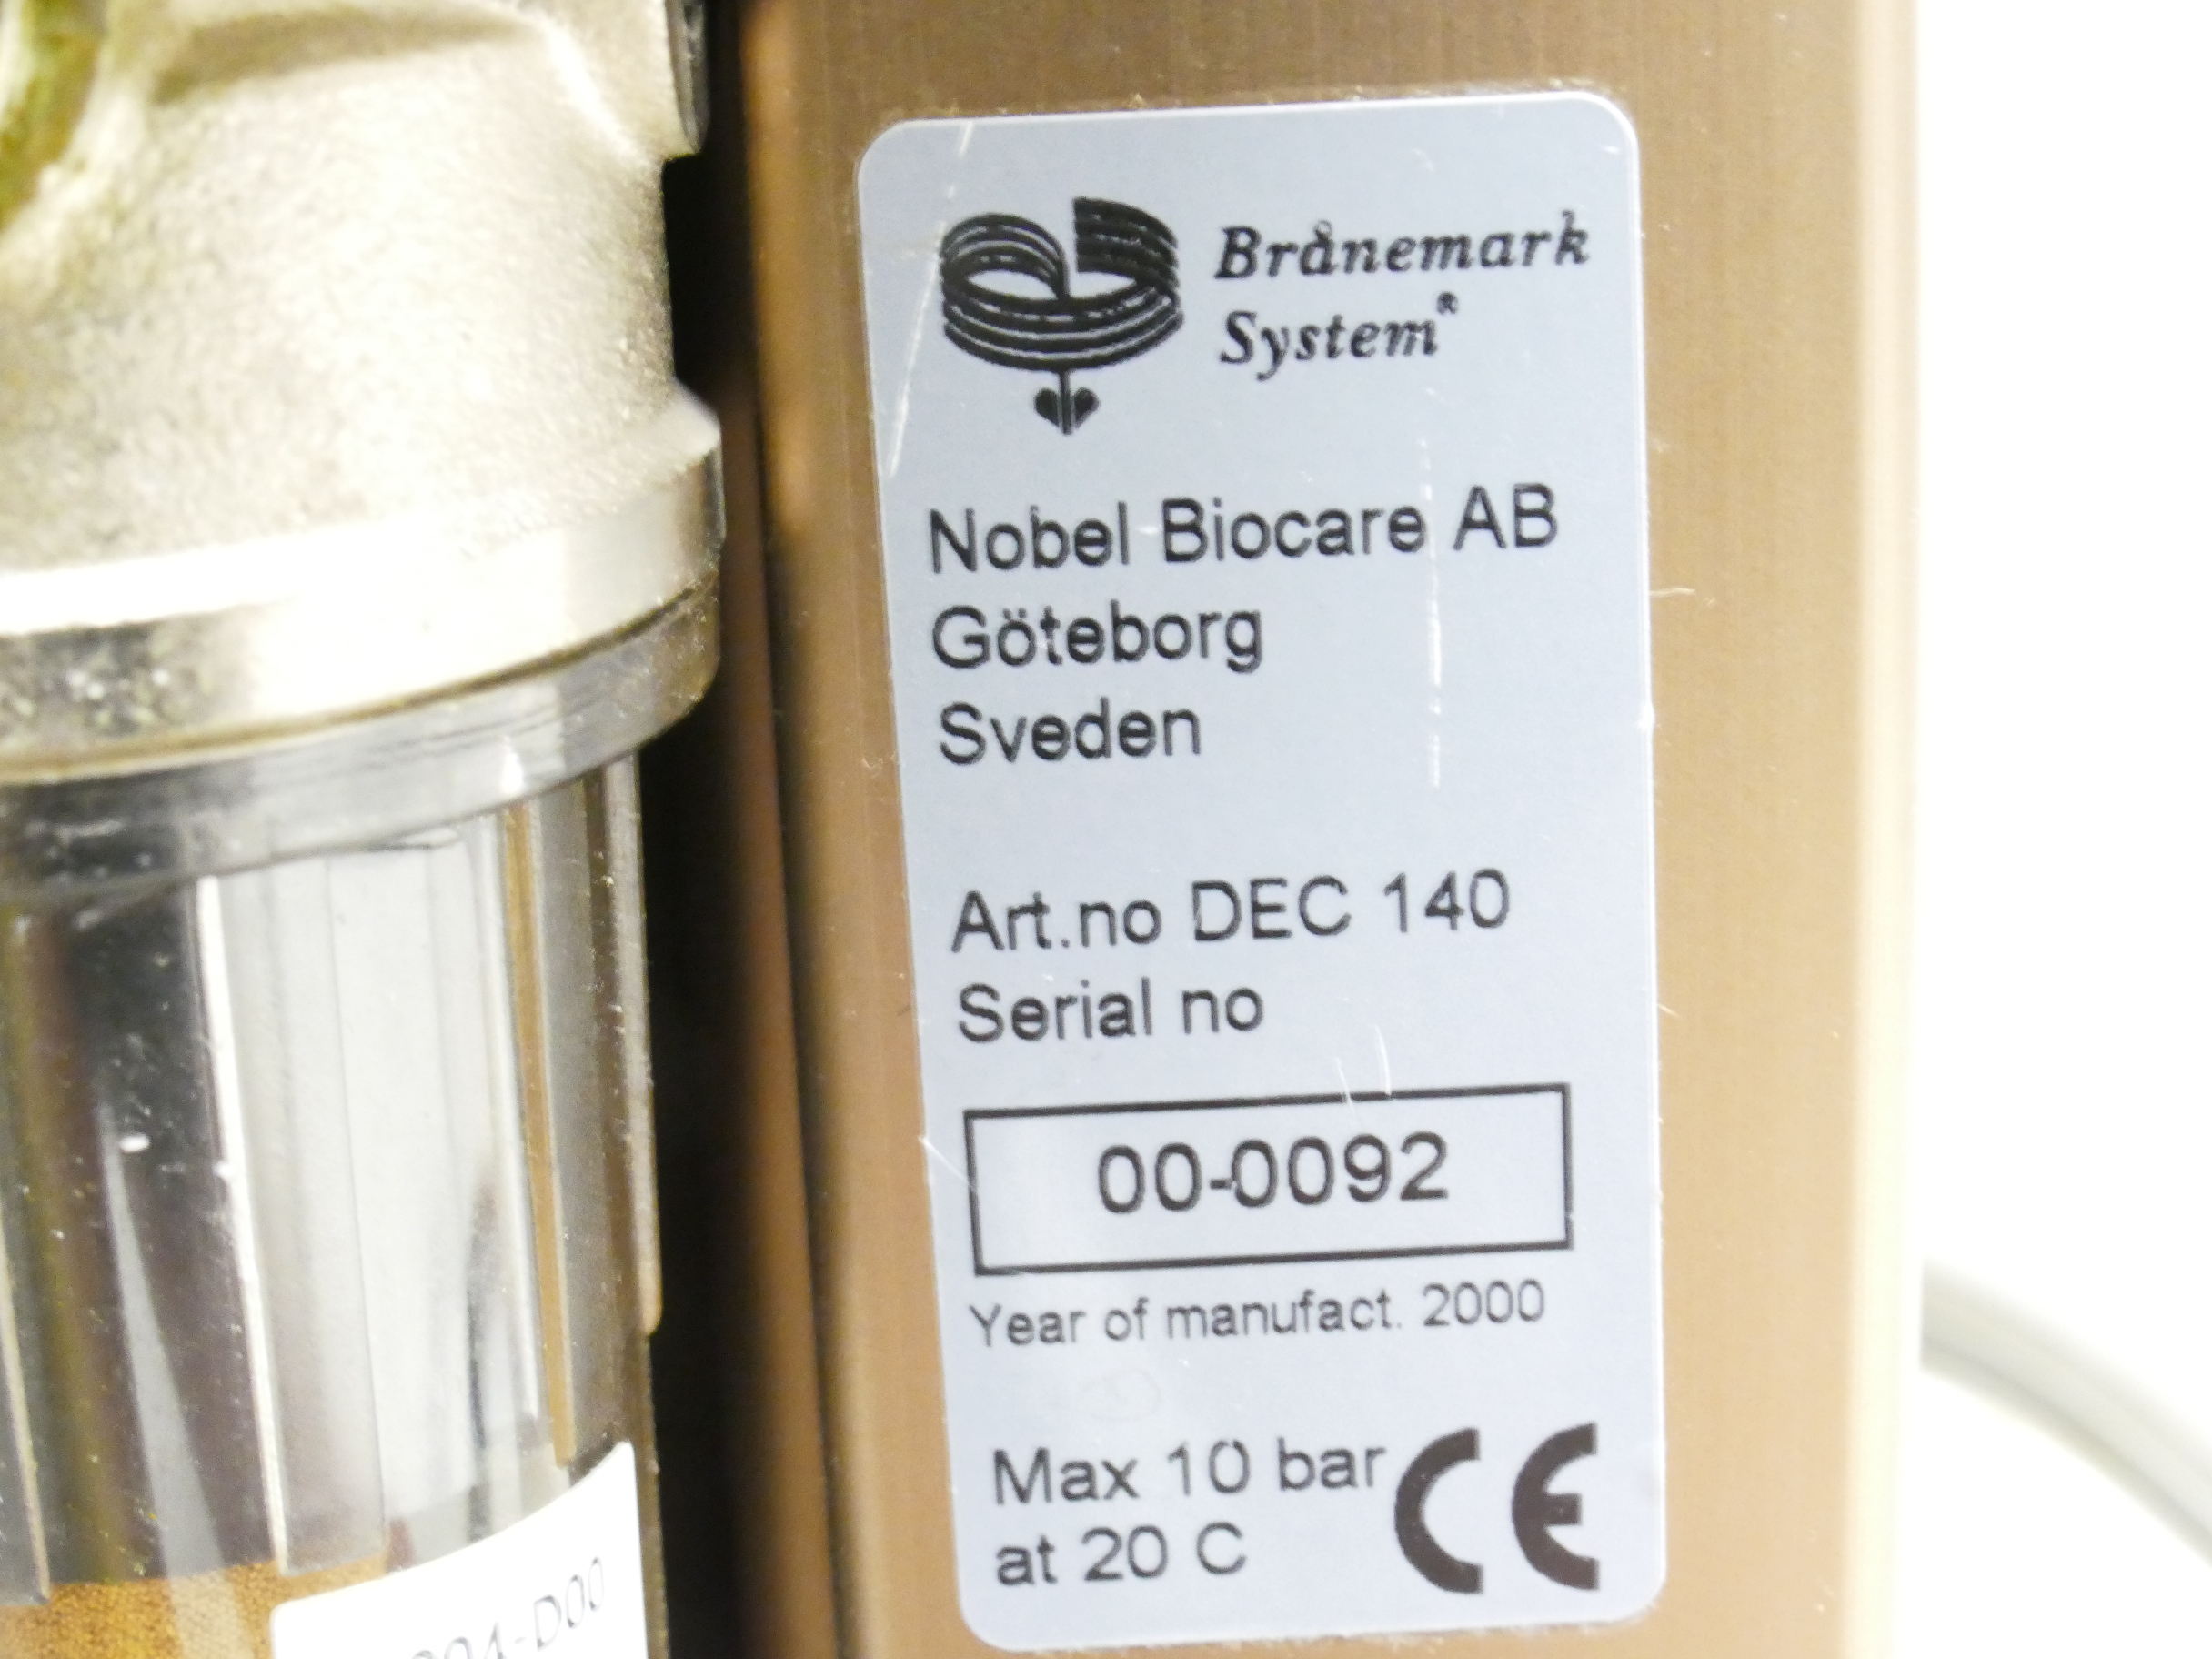 Brånemark
System®
Nobel Biocare AB
Göteborg
Sveden
Art.no DEC 140
Serial no
00-0092
Year of manufact. 2000
Max 10 bar
at 20 C
CE